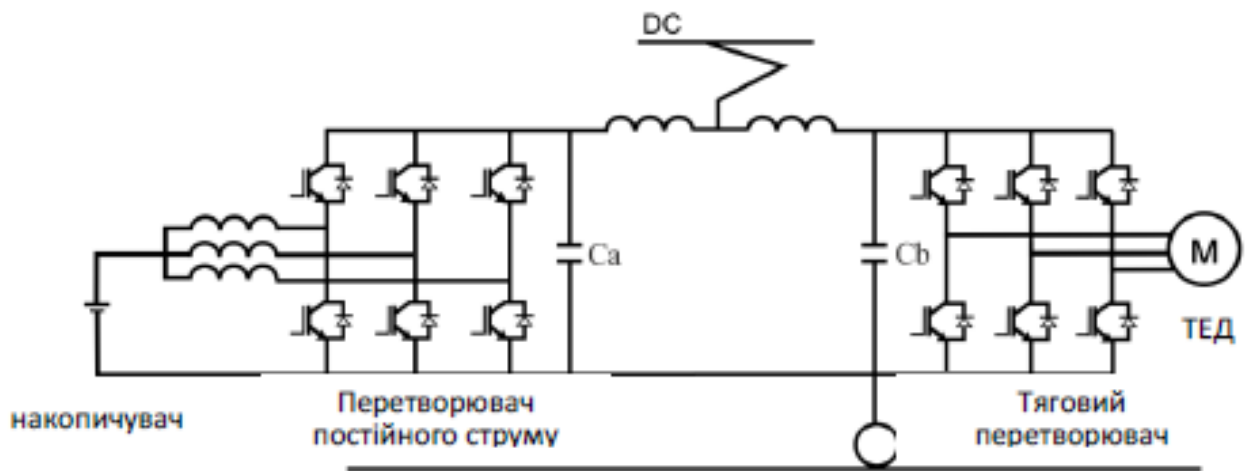 DC
Ca
Cb
M
ТЕД
накопичувач
Перетворювач
постійного струму
Тяговий
перетворювач